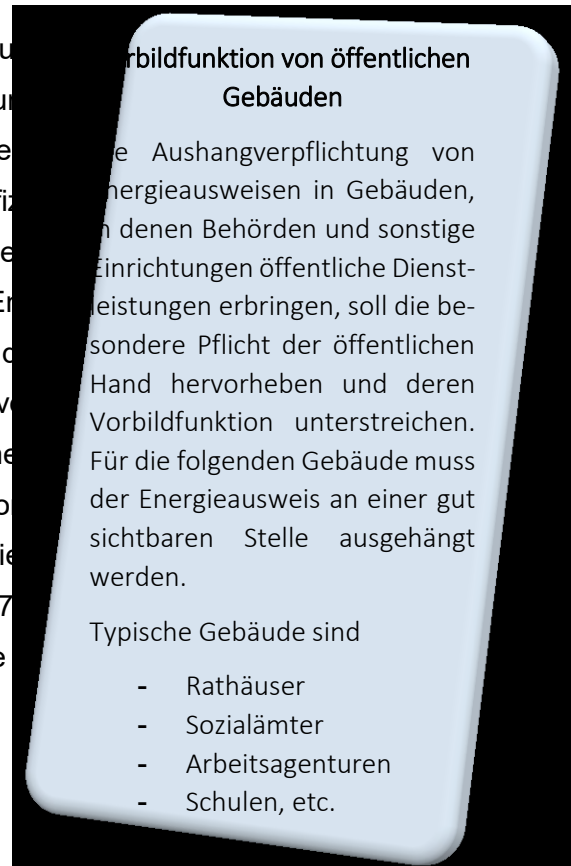 rbildfunktion von öffentlichen
Gebäuden
e Aushangverpflichtung von
nergieausweisen in Gebäuden,
n denen Behörden und sonstige
Einrichtungen öffentliche Dienst-
leistungen erbringen, soll die be-
sondere Pflicht der öffentlichen
Hand hervorheben und deren
Vorbildfunktion unterstreichen.
Für die folgenden Gebäude muss
der Energieausweis an einer gut
sichtbaren Stelle ausgehängt
werden.
Typische Gebäude sind
- Rathäuser
- Sozialämter
- Arbeitsagenturen
- Schulen, etc.